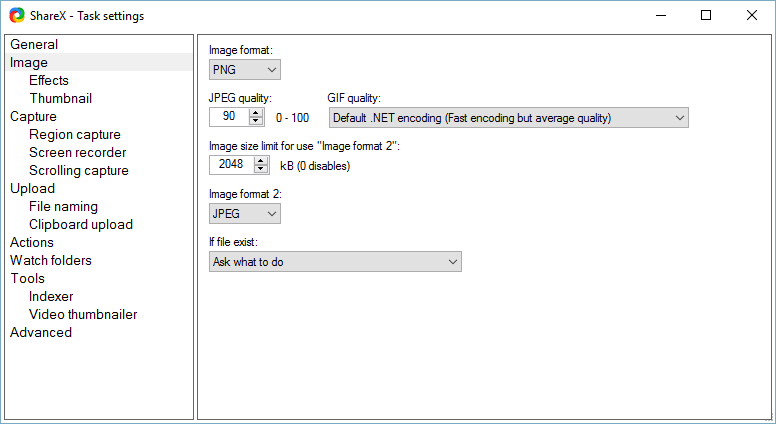 ShareX - Task settings
General
Image
Effects
Thumbnail
Capture
Region capture
Screen recorder
Scrolling capture
Upload
File naming
Clipboard upload
Actions
Watch folders
Tools
Indexer
Video thumbnailer
Advanced
Image format:
PNG
JPEG quality: GIF quality:
90 0 - 100 Default .NET encoding (Fast encoding but average quality)
Image size limit for use "Image format 2":
2048 kB (0 disables)
Image format 2:
JPEG
If file exist:
Ask what to do